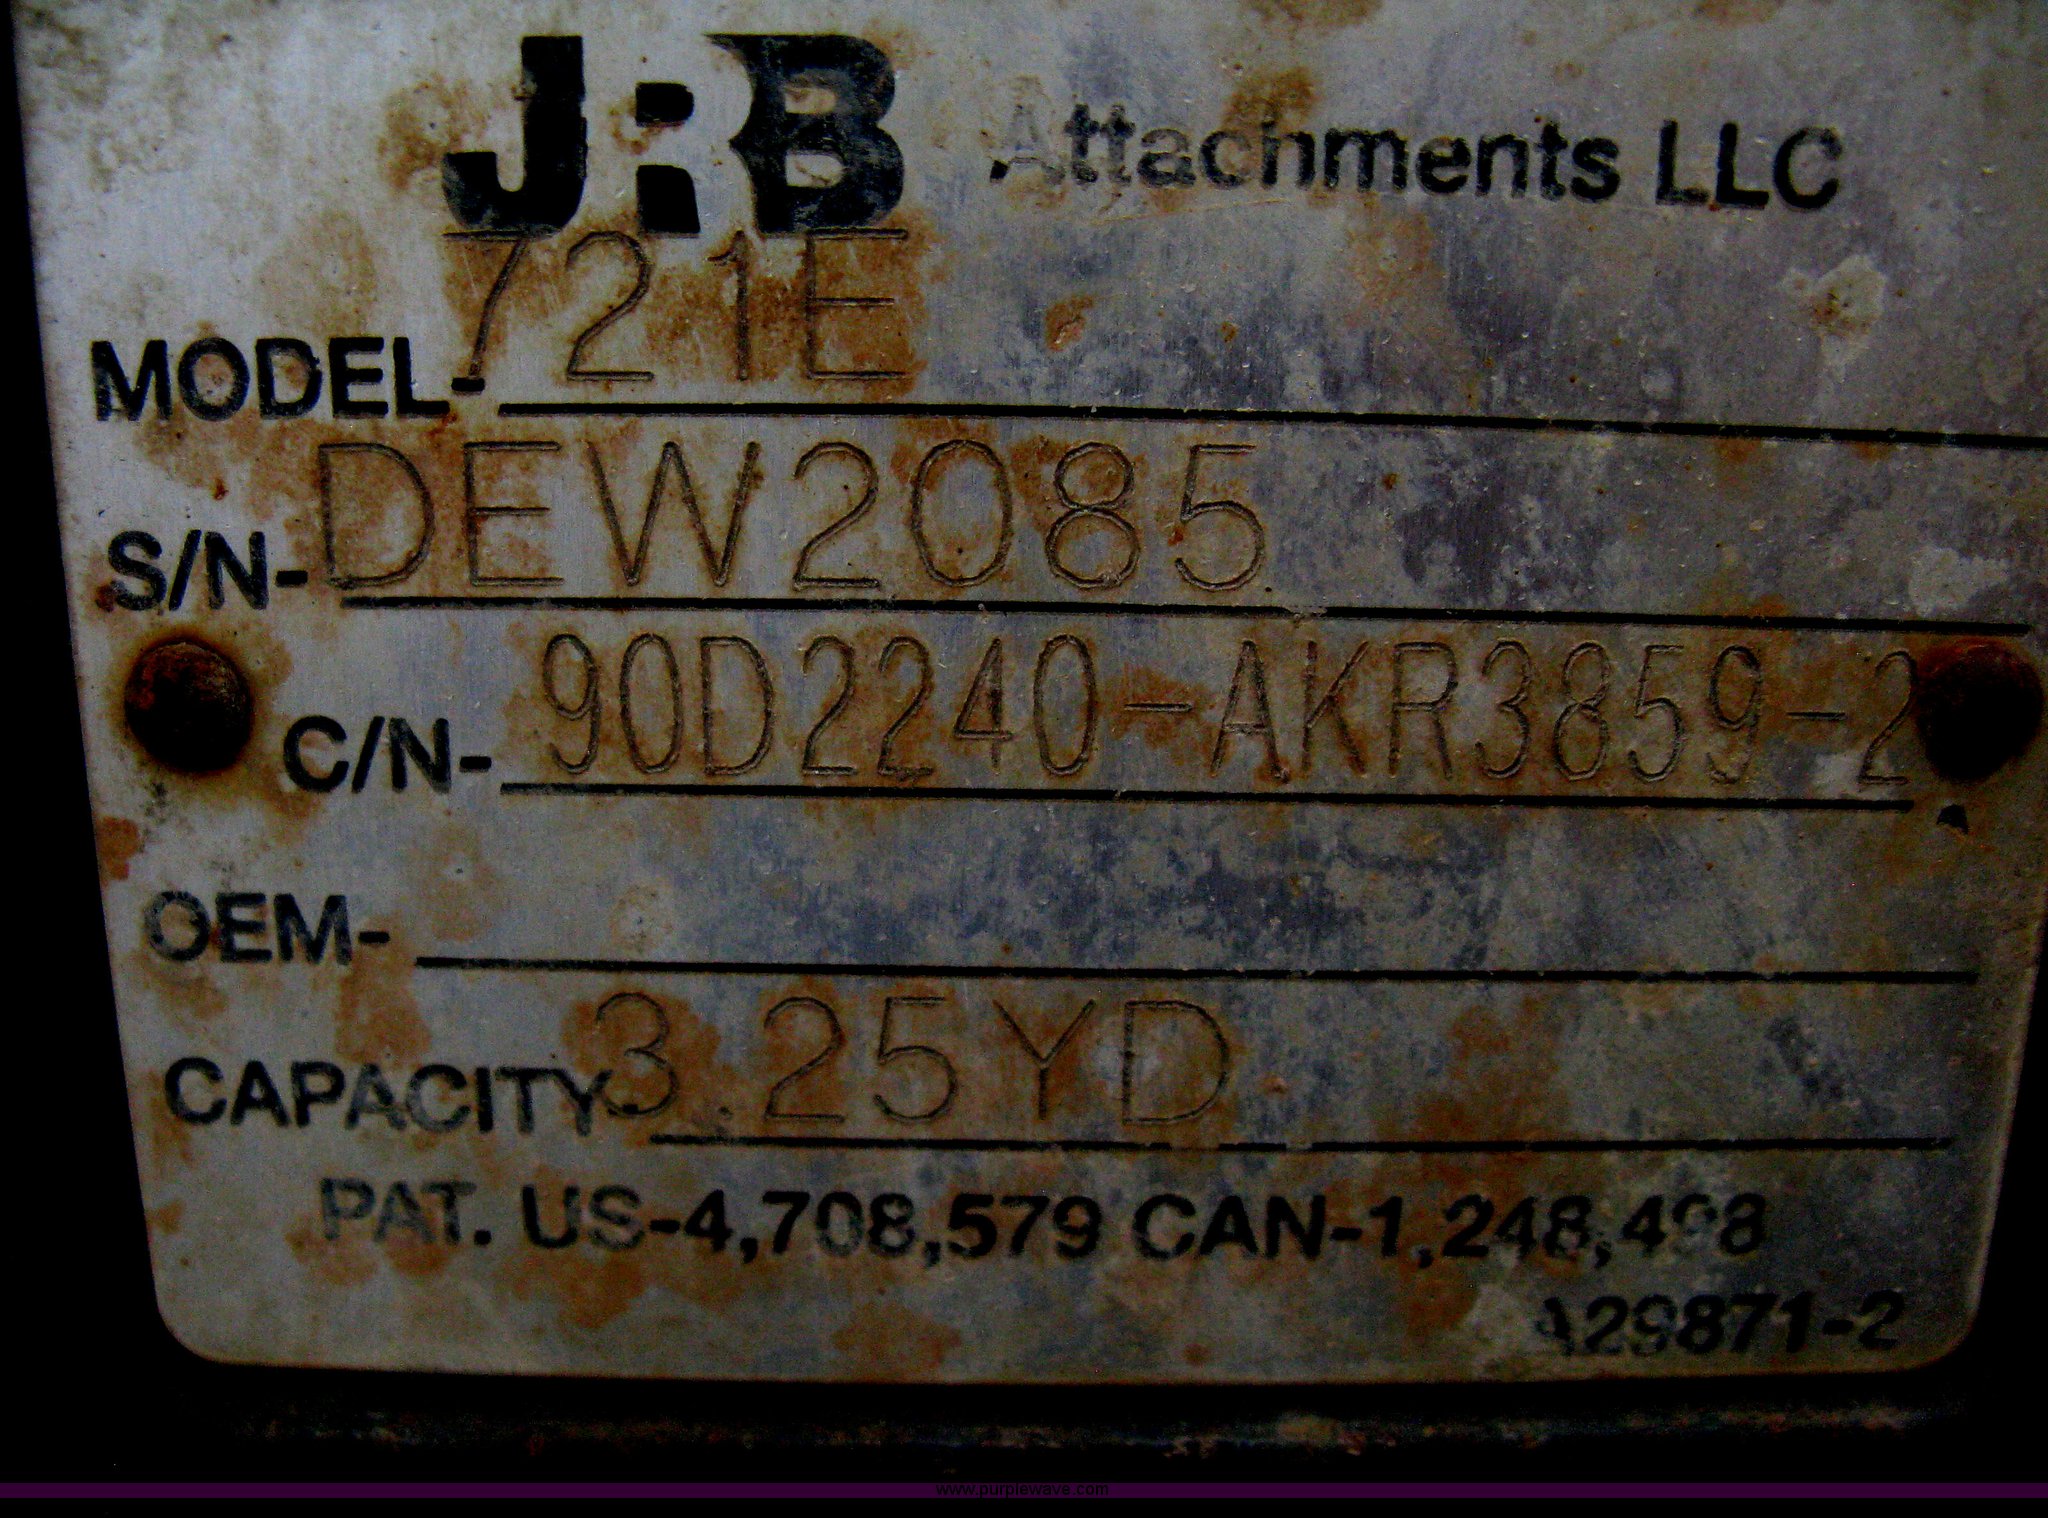 JRB Attachments LLC
MODEL- 721E
S/N- DEW2085
C/N- 90D2240-AKR3859-2
OEM-
CAPACITY 3.25YD
PAT. US-4,708,579 CAN-1,248,498
A29871-2
www.purplewave.com